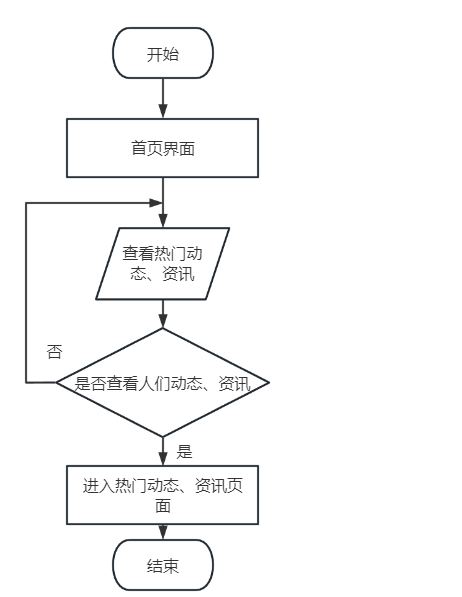 开始
首页界面
查看热门动
态、资讯
否
是否查看人们动态、资讯
是
进入热门动态、资讯页
面
结束